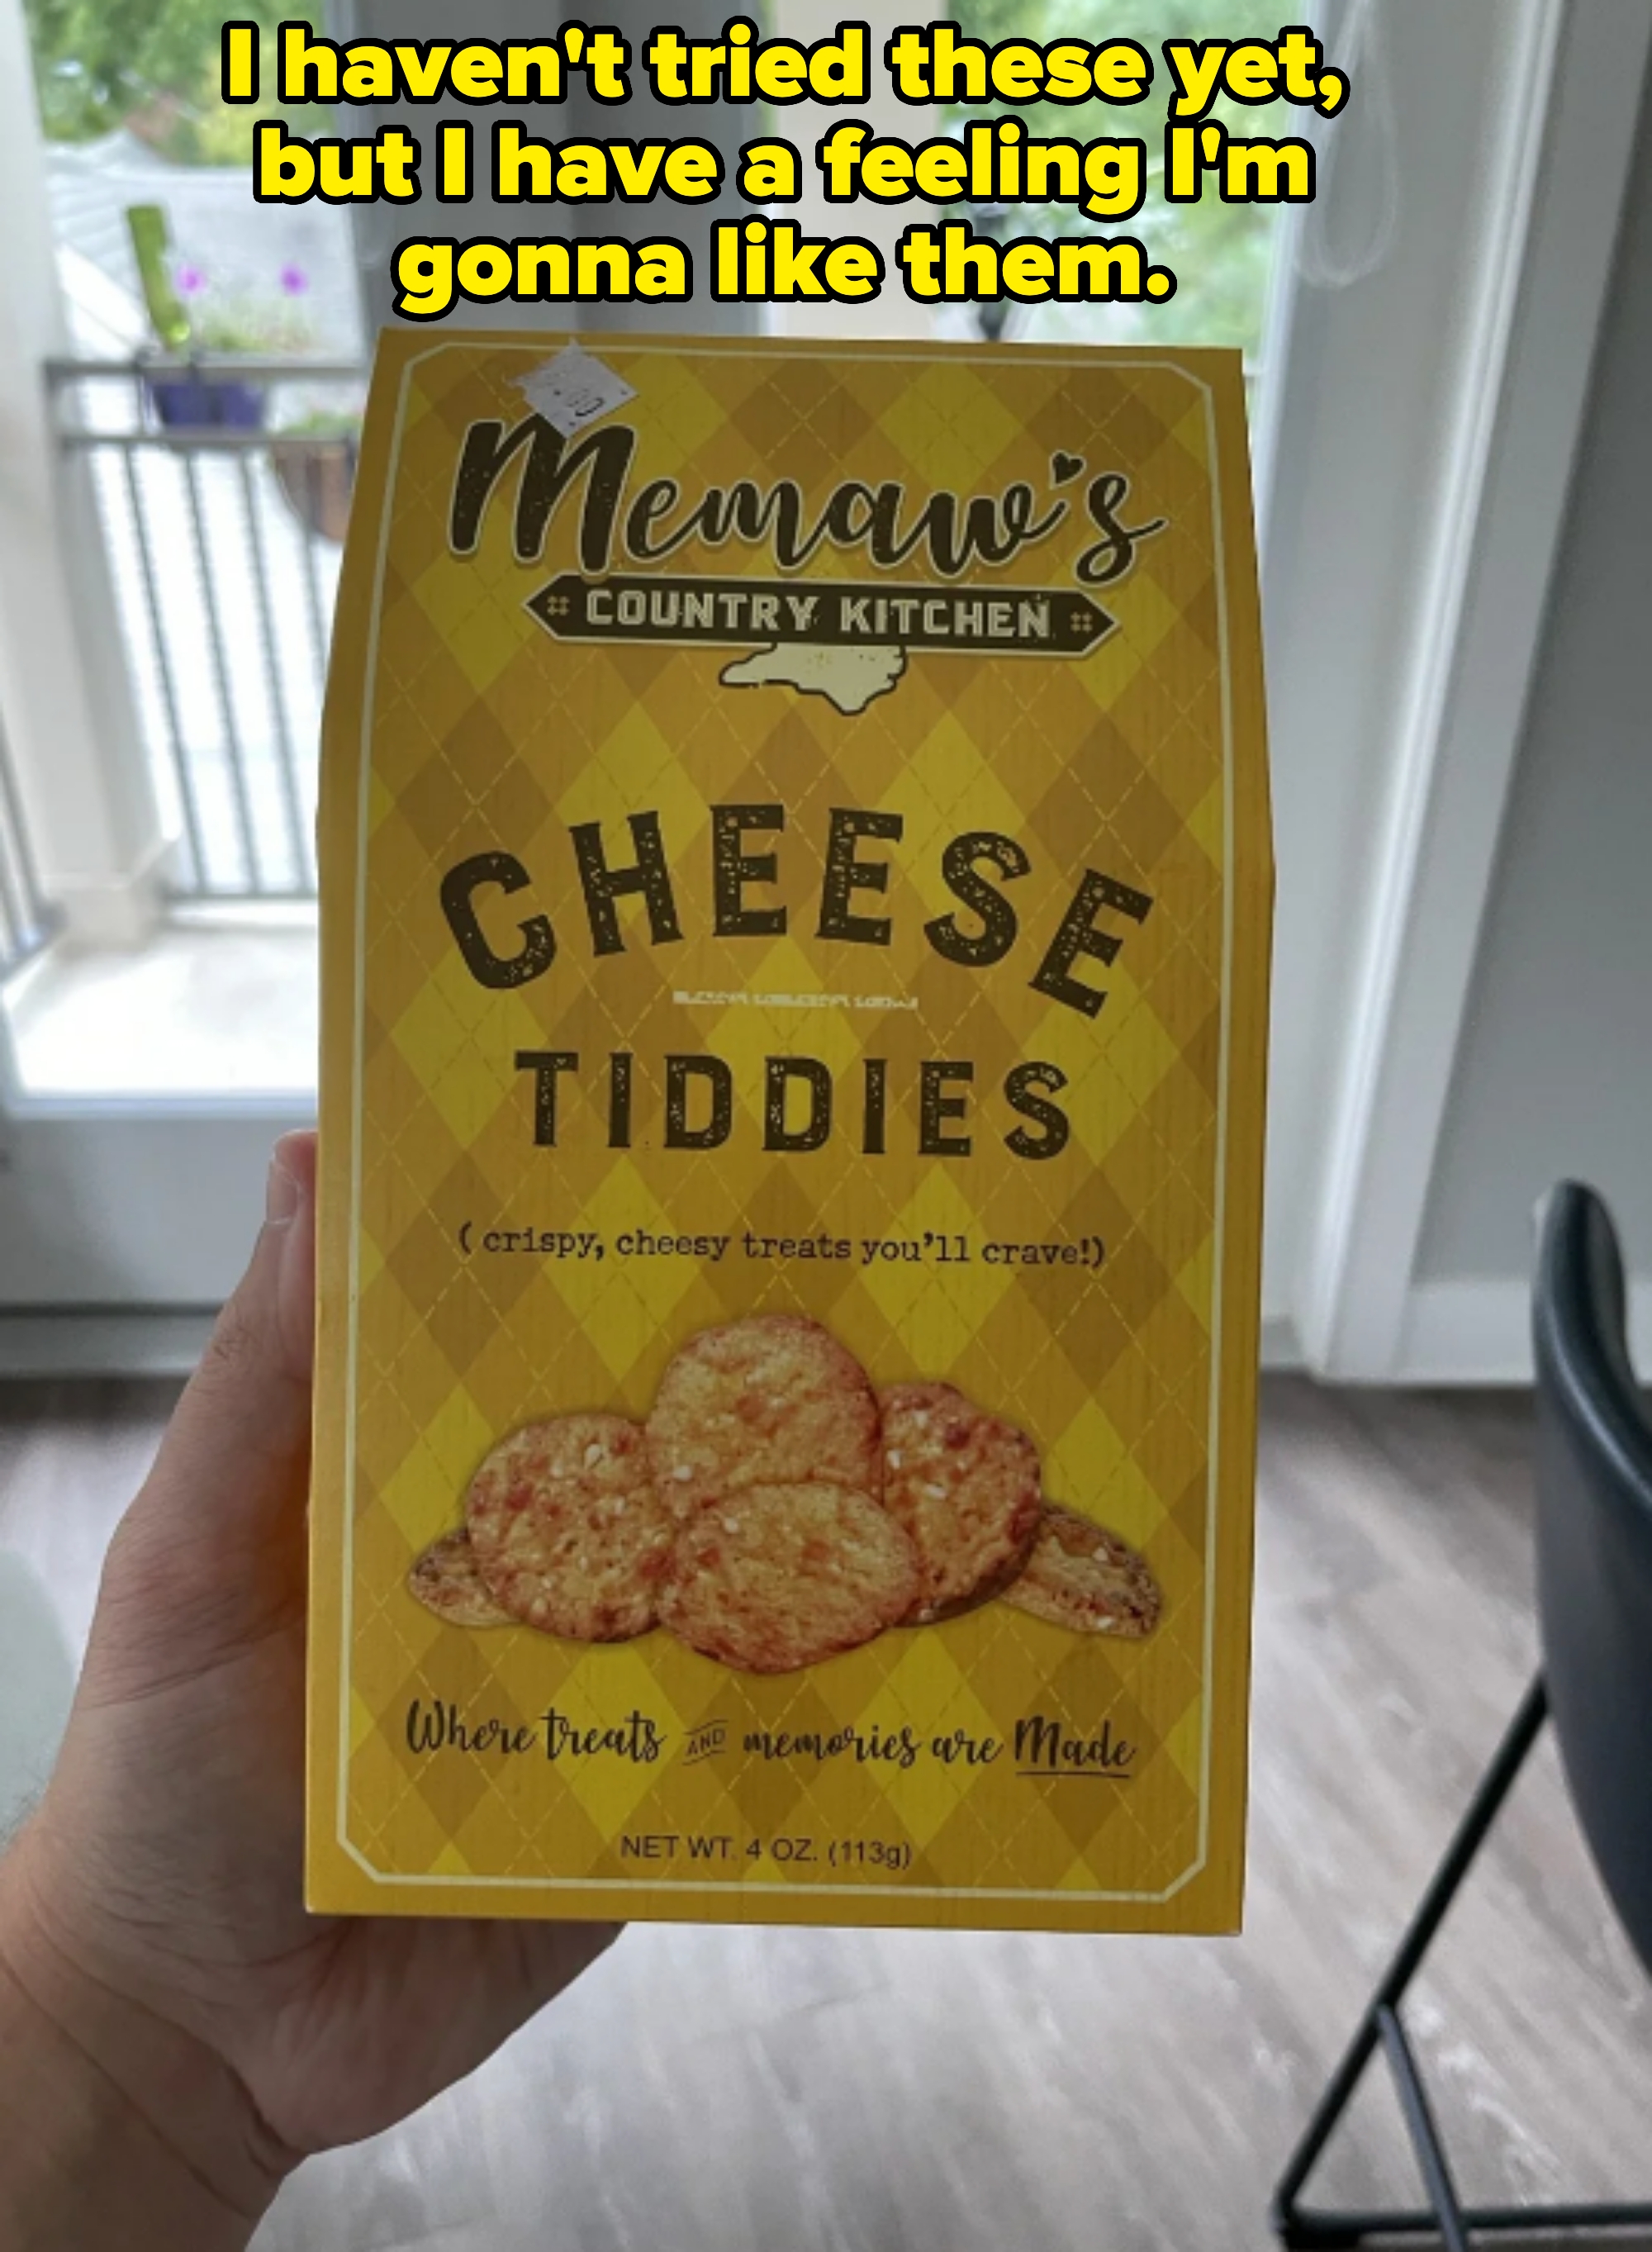 I haven't tried these yet,
but I have a feeling I'm
gonna like them.
Memaw's
COUNTRY KITCHEN
CHEESE
TIDDIES
( crispy, cheesy treats you'll crave!)
Where treats AND memories are Made
NET WT. 4 OZ. (113g)